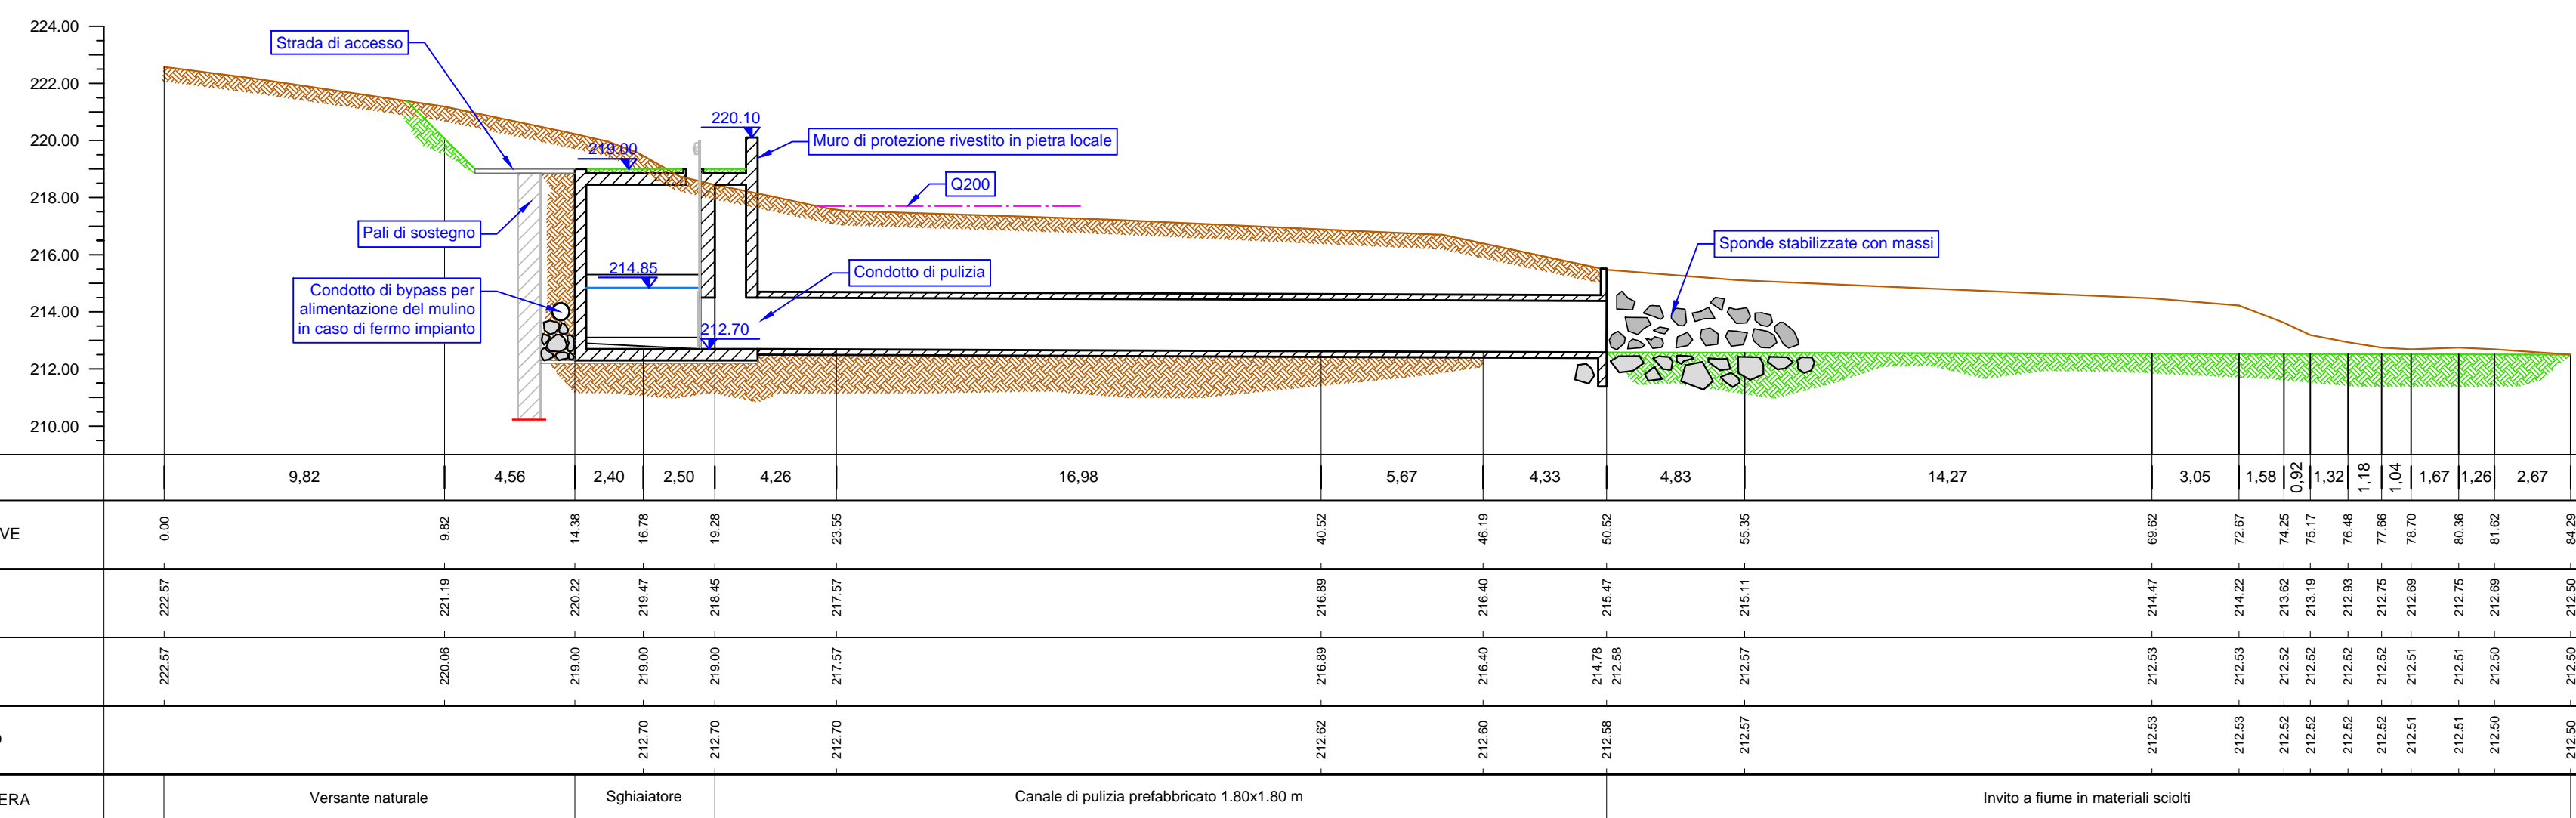 224.00
222.00
220.00
218.00
216.00
214.00
212.00
210.00
Strada di accesso
219.00
220.10
Muro di protezione rivestito in pietra locale
Q200
Pali di sostegno
Sponde stabilizzate con massi
214.85
Condotto di pulizia
Condotto di bypass per
alimentazione del mulino
in caso di fermo impianto
212.70
9,82 4,56 2,40 2,50 4,26 16,98 5,67 4,33 4,83 14,27 3,05 1,58 0,92 1,32 1,18 1,04 1,67 1,26 2,67
VE 0.00 9.82 14.38 16.78 19.28 23.55 40.52 46.19 50.52 55.35 69.62 72.67 74.25 75.17 76.48 77.66 78.70 80.36 81.62 84.29
222.57 221.19 220.22 219.47 218.45 217.57 216.89 216.40 215.47 215.11 214.47 214.22 213.62 213.19 212.93 212.75 212.69 212.75 212.69 212.50
222.57 220.06 219.00 219.00 219.00 217.57 216.89 216.40 214.78 212.58 212.57 212.53 212.53 212.52 212.52 212.52 212.52 212.51 212.51 212.50 212.50
212.70 212.70 212.70 212.62 212.60 212.58 212.57 212.53 212.53 212.52 212.52 212.52 212.52 212.51 212.51 212.50 212.50
ERA Versante naturale Sghiaiatore Canale di pulizia prefabbricato 1.80x1.80 m Invito a fiume in materiali sciolti